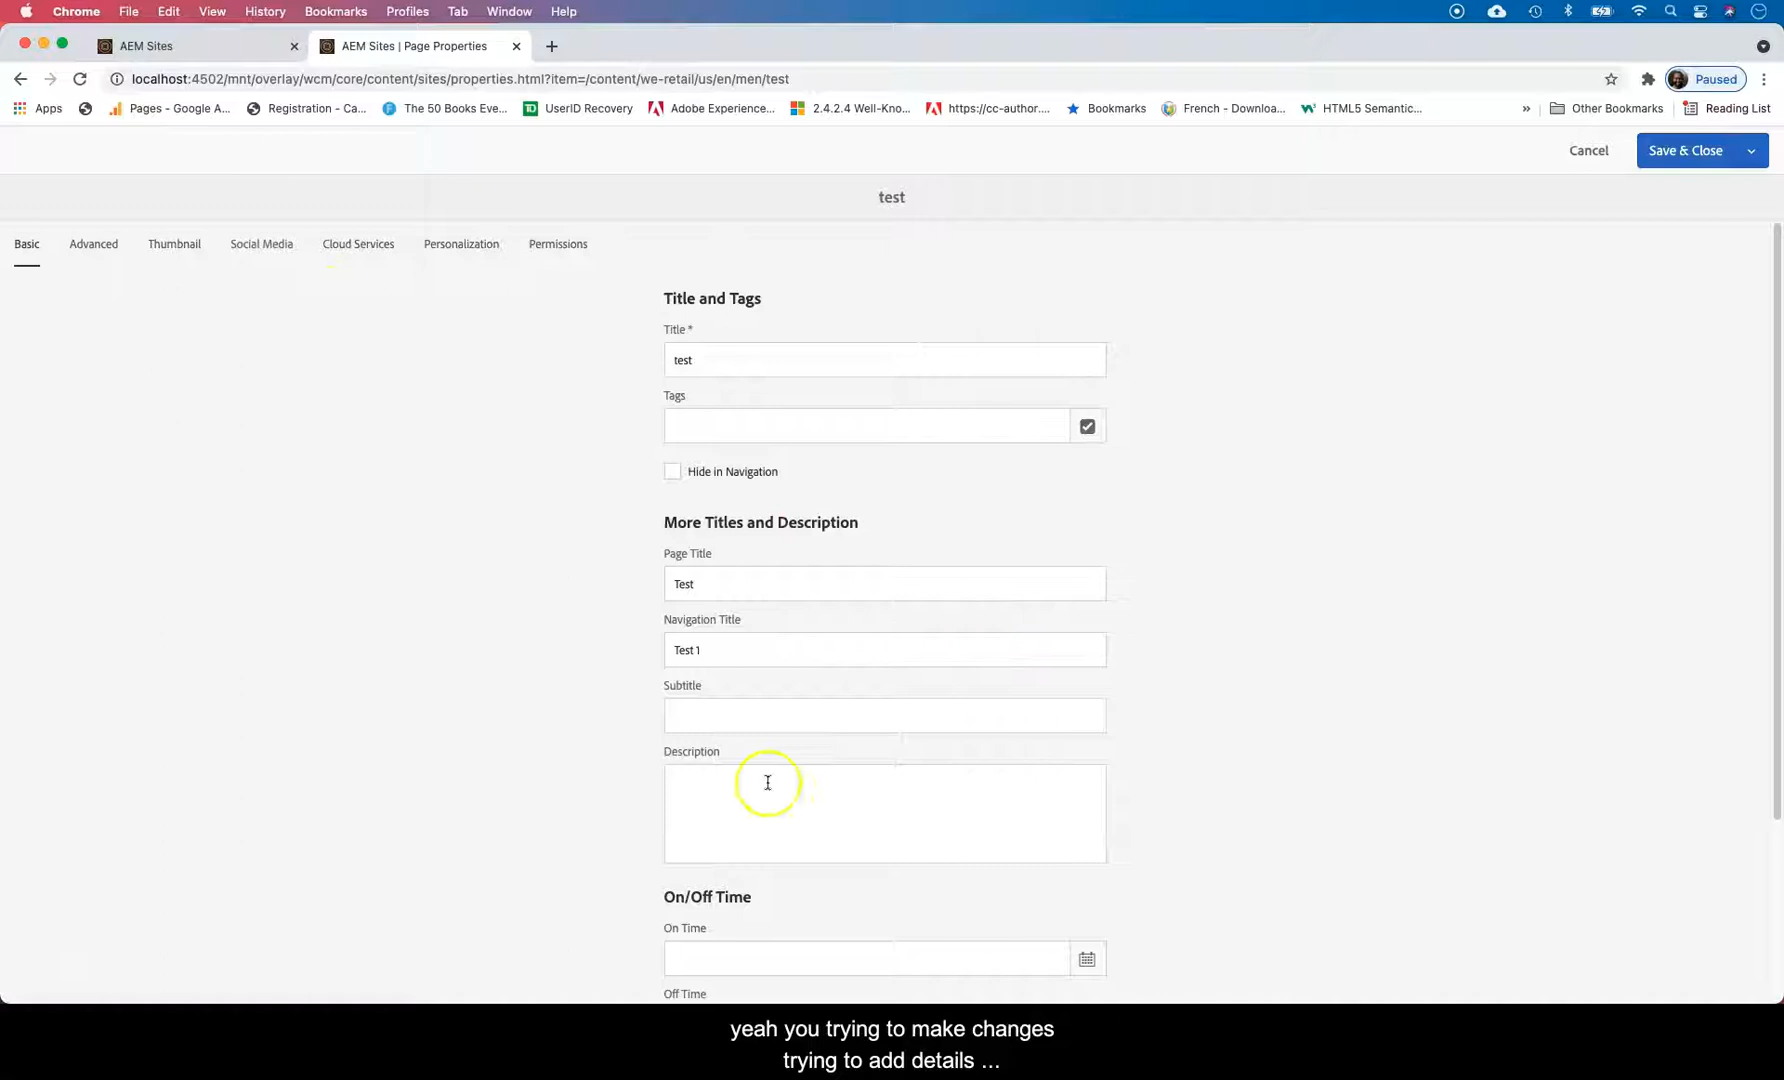 Chrome File Edit View History Bookmarks Profiles Tab Window Help
AEM Sites
AEM Sites | Page Properties
localhost:4502/mnt/overlay/wcm/core/content/sites/properties.html?item=/content/we-retail/us/en/men/test
Paused
Apps
Pages - Google A...
Registration - Ca...
The 50 Books Eve...
UserID Recovery
Adobe Experience...
2.4.2.4 Well-Kno...
https://cc-author....
Bookmarks
French - Downloa...
HTML5 Semantic...
»
Other Bookmarks
Reading List
Cancel
Save & Close
test
Basic
Advanced
Thumbnail
Social Media
Cloud Services
Personalization
Permissions
Title and Tags
Title *
test
Tags
Hide in Navigation
More Titles and Description
Page Title
Test
Navigation Title
Test 1
Subtitle
Description
On/Off Time
On Time
Off Time
yeah you trying to make changes
trying to add details ...